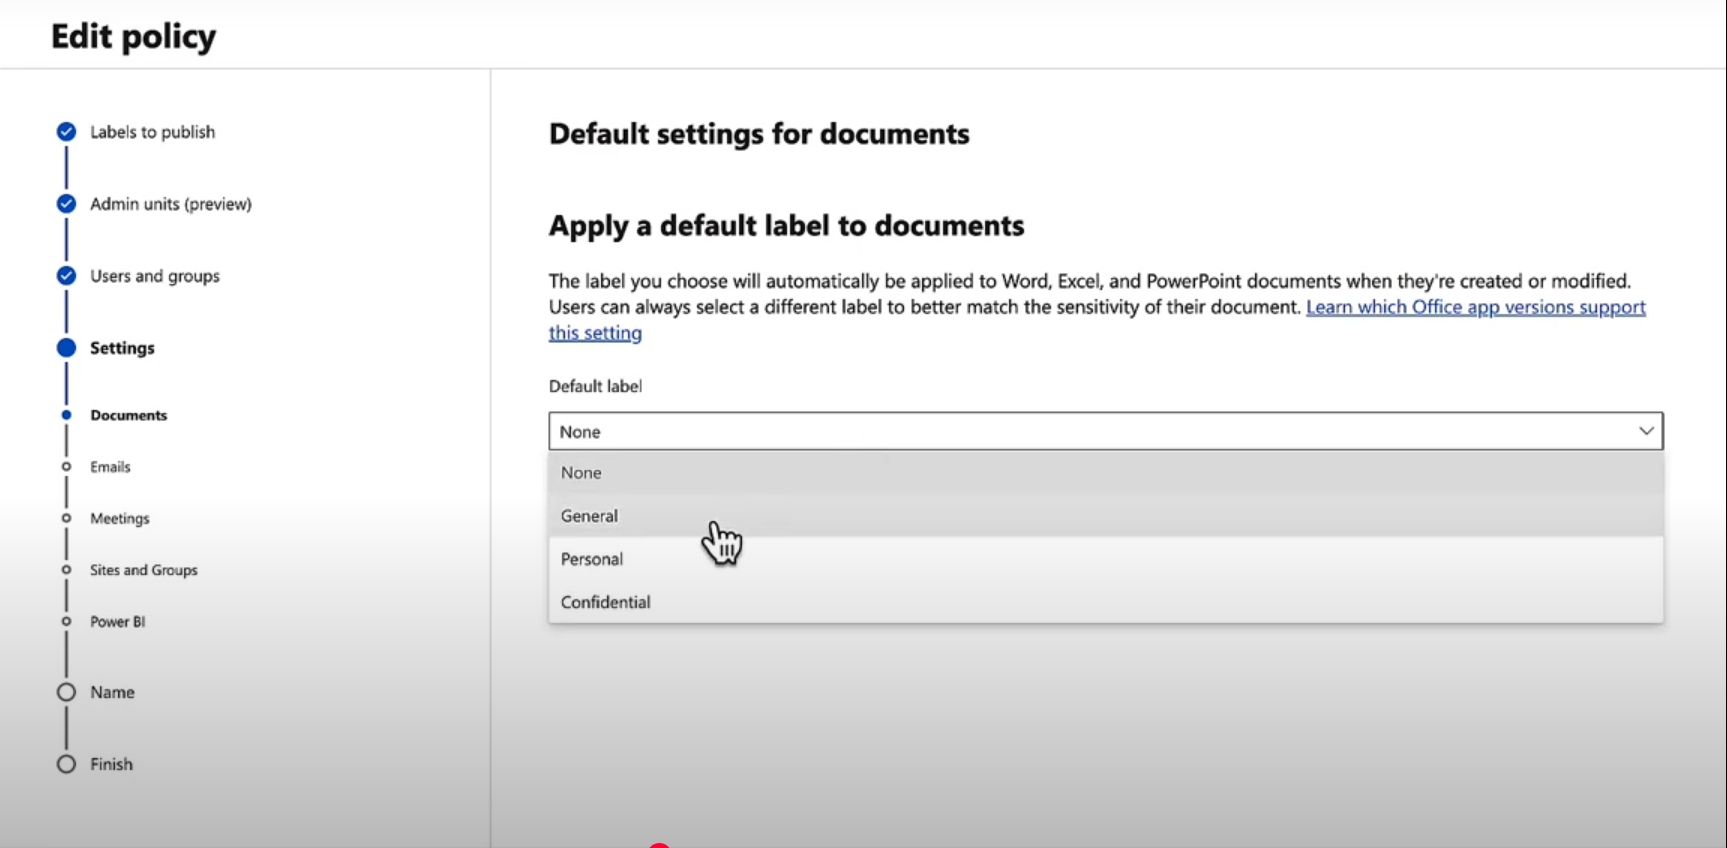 Edit policy
Labels to publish
Admin units (preview)
Users and groups
Settings
Documents
Emails
Meetings
Sites and Groups
Power BI
Name
Finish
Default settings for documents
Apply a default label to documents
The label you choose will automatically be applied to Word, Excel, and PowerPoint documents when they're created or modified.
Users can always select a different label to better match the sensitivity of their document. Learn which Office app versions support
this setting
Default label
None
None
General
Personal
Confidential